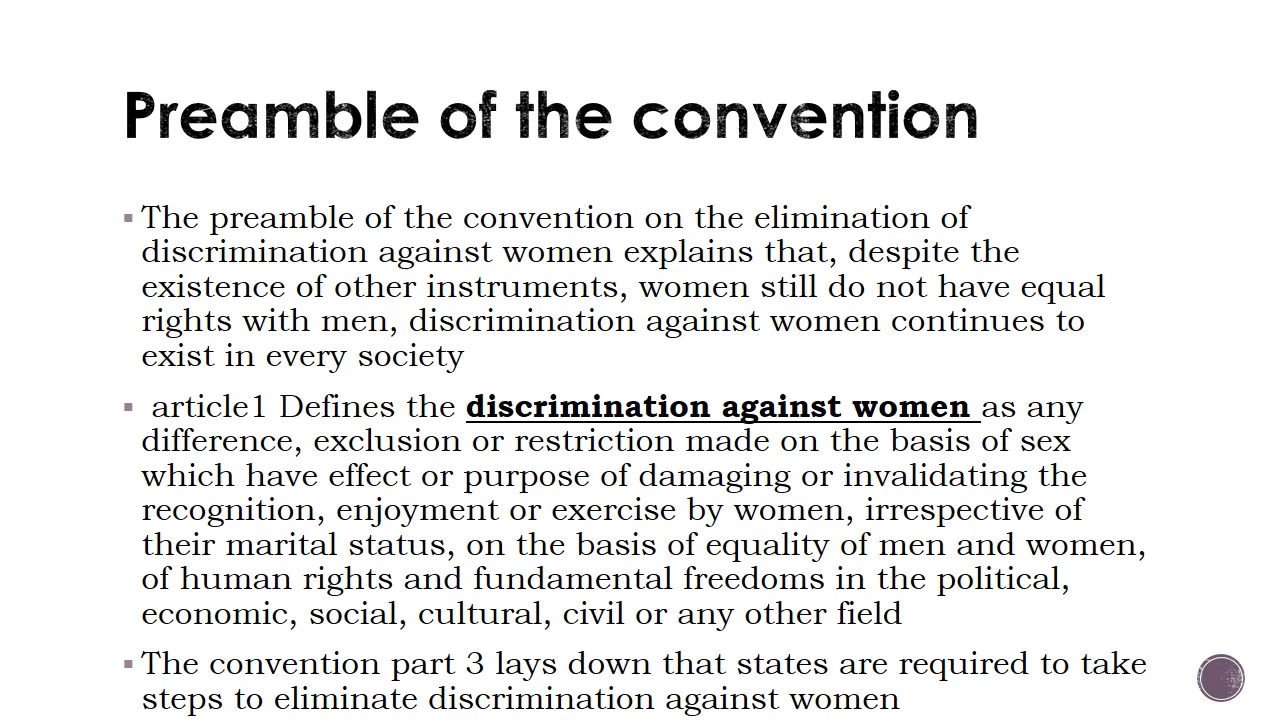 Preamble of the convention
The preamble of the convention on the elimination of
discrimination against women explains that, despite the
existence of other instruments, women still do not have equal
rights with men, discrimination against women continues to
exist in every society
article1 Defines the discrimination against women as any
difference, exclusion or restriction made on the basis of sex
which have effect or purpose of damaging or invalidating the
recognition, enjoyment or exercise by women, irrespective of
their marital status, on the basis of equality of men and women,
of human rights and fundamental freedoms in the political,
economic, social, cultural, civil or any other field
The convention part 3 lays down that states are required to take
steps to eliminate discrimination against women